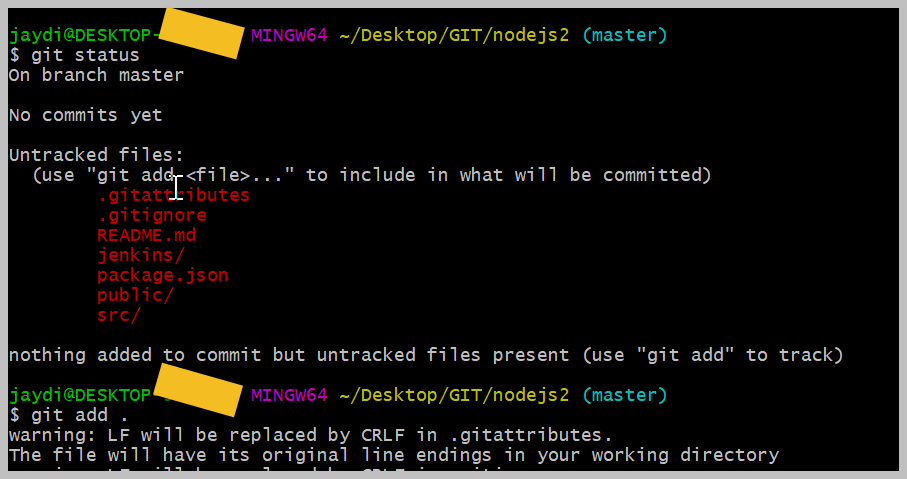 jaydi@DESKTOP- MINGW64 ~/Desktop/GIT/nodejs2 (master)
$ git status
On branch master
No commits yet
Untracked files:
(use "git add <file>..." to include in what will be committed)
.gitattributes
.gitignore
README.md
jenkins/
package.json
public/
src/
nothing added to commit but untracked files present (use "git add" to track)
jaydi@DESKTOP MINGW64 ~/Desktop/GIT/nodejs2 (master)
$ git add .
warning: LF will be replaced by CRLF in .gitattributes.
The file will have its original line endings in your working directory